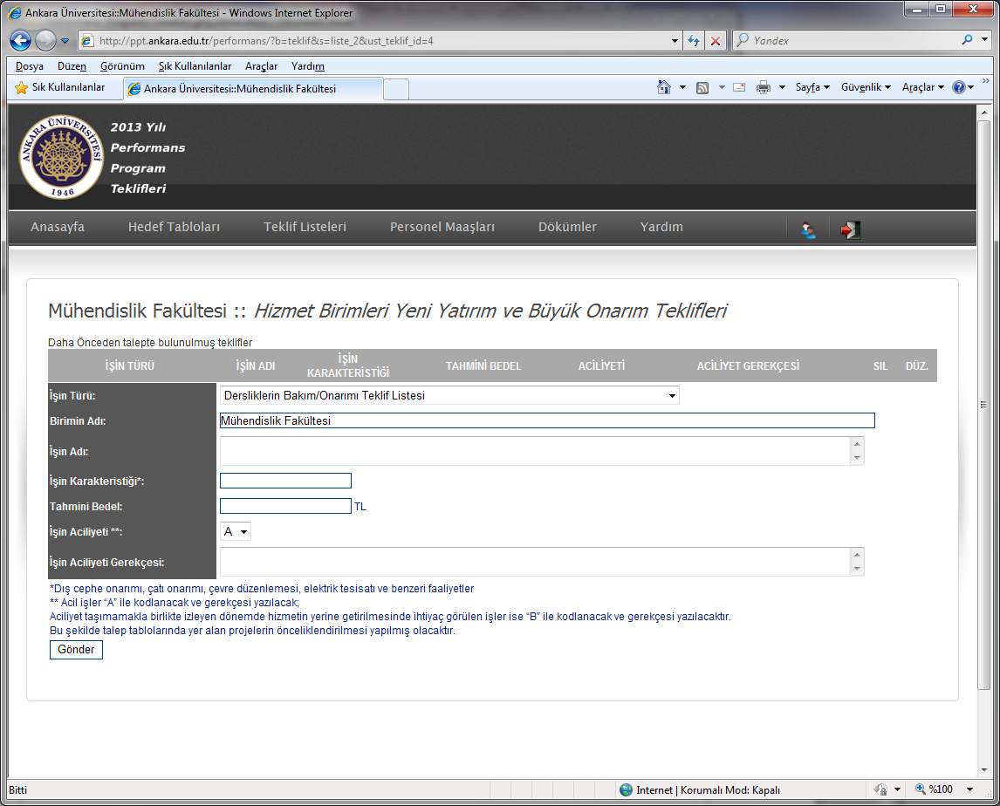 Ankara Üniversitesi::Mühendislik Fakültesi - Windows Internet Explorer
http://ppt.ankara.edu.tr/performans/?b=teklif&s=liste_2&ust_teklif_id=4
Yandex
Dosya Düzen Görünüm Sık Kullanılanlar Araçlar Yardım
Sık Kullanılanlar
Ankara Üniversitesi::Mühendislik Fakültesi
Sayfa Güvenlik Araçlar
ANKARA ÜNİVERSİTESİ
1946
2013 Yılı
Performans
Program
Teklifleri
Anasayfa Hedef Tabloları Teklif Listeleri Personel Maaşları Dökümler Yardım
Mühendislik Fakültesi :: Hizmet Birimleri Yeni Yatırım ve Büyük Onarım Teklifleri
Daha Önceden talepte bulunulmuş teklifler
İŞİN TÜRÜ İŞİN ADI İŞİN KARAKTERİSTİĞİ TAHMİNİ BEDEL ACİLİYETİ ACİLİYET GEREKÇESİ SIL DÜZ.
İşin Türü: Dersliklerin Bakım/Onarımı Teklif Listesi
Birimin Adı: Mühendislik Fakültesi
İşin Adı:
İşin Karakteristiği*:
Tahmini Bedel: TL
İşin Aciliyeti **: A
İşin Aciliyeti Gerekçesi:
*Dış cephe onarımı, çatı onarımı, çevre düzenlemesi, elektrik tesisatı ve benzeri faaliyetler
** Acil işler “A” ile kodlanacak ve gerekçesi yazılacak;
Aciliyet taşımamakla birlikte izleyen dönemde hizmetin yerine getirilmesinde ihtiyaç görülen işler ise “B” ile kodlanacak ve gerekçesi yazılacaktır.
Bu şekilde talep tablolarında yer alan projelerin önceliklendirilmesi yapılmış olacaktır.
Gönder
Bitti
Internet | Korumalı Mod: Kapalı
%100